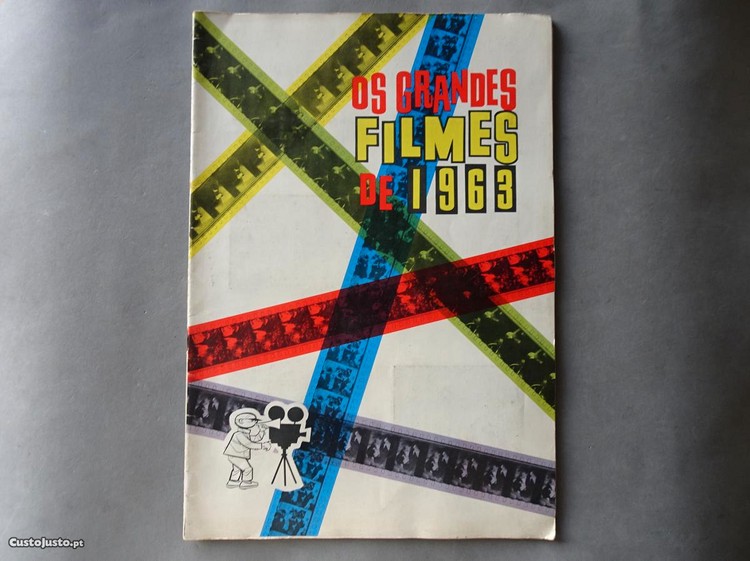 OS GRANDES
FILMES
DE 1963
CustoJusto.pt